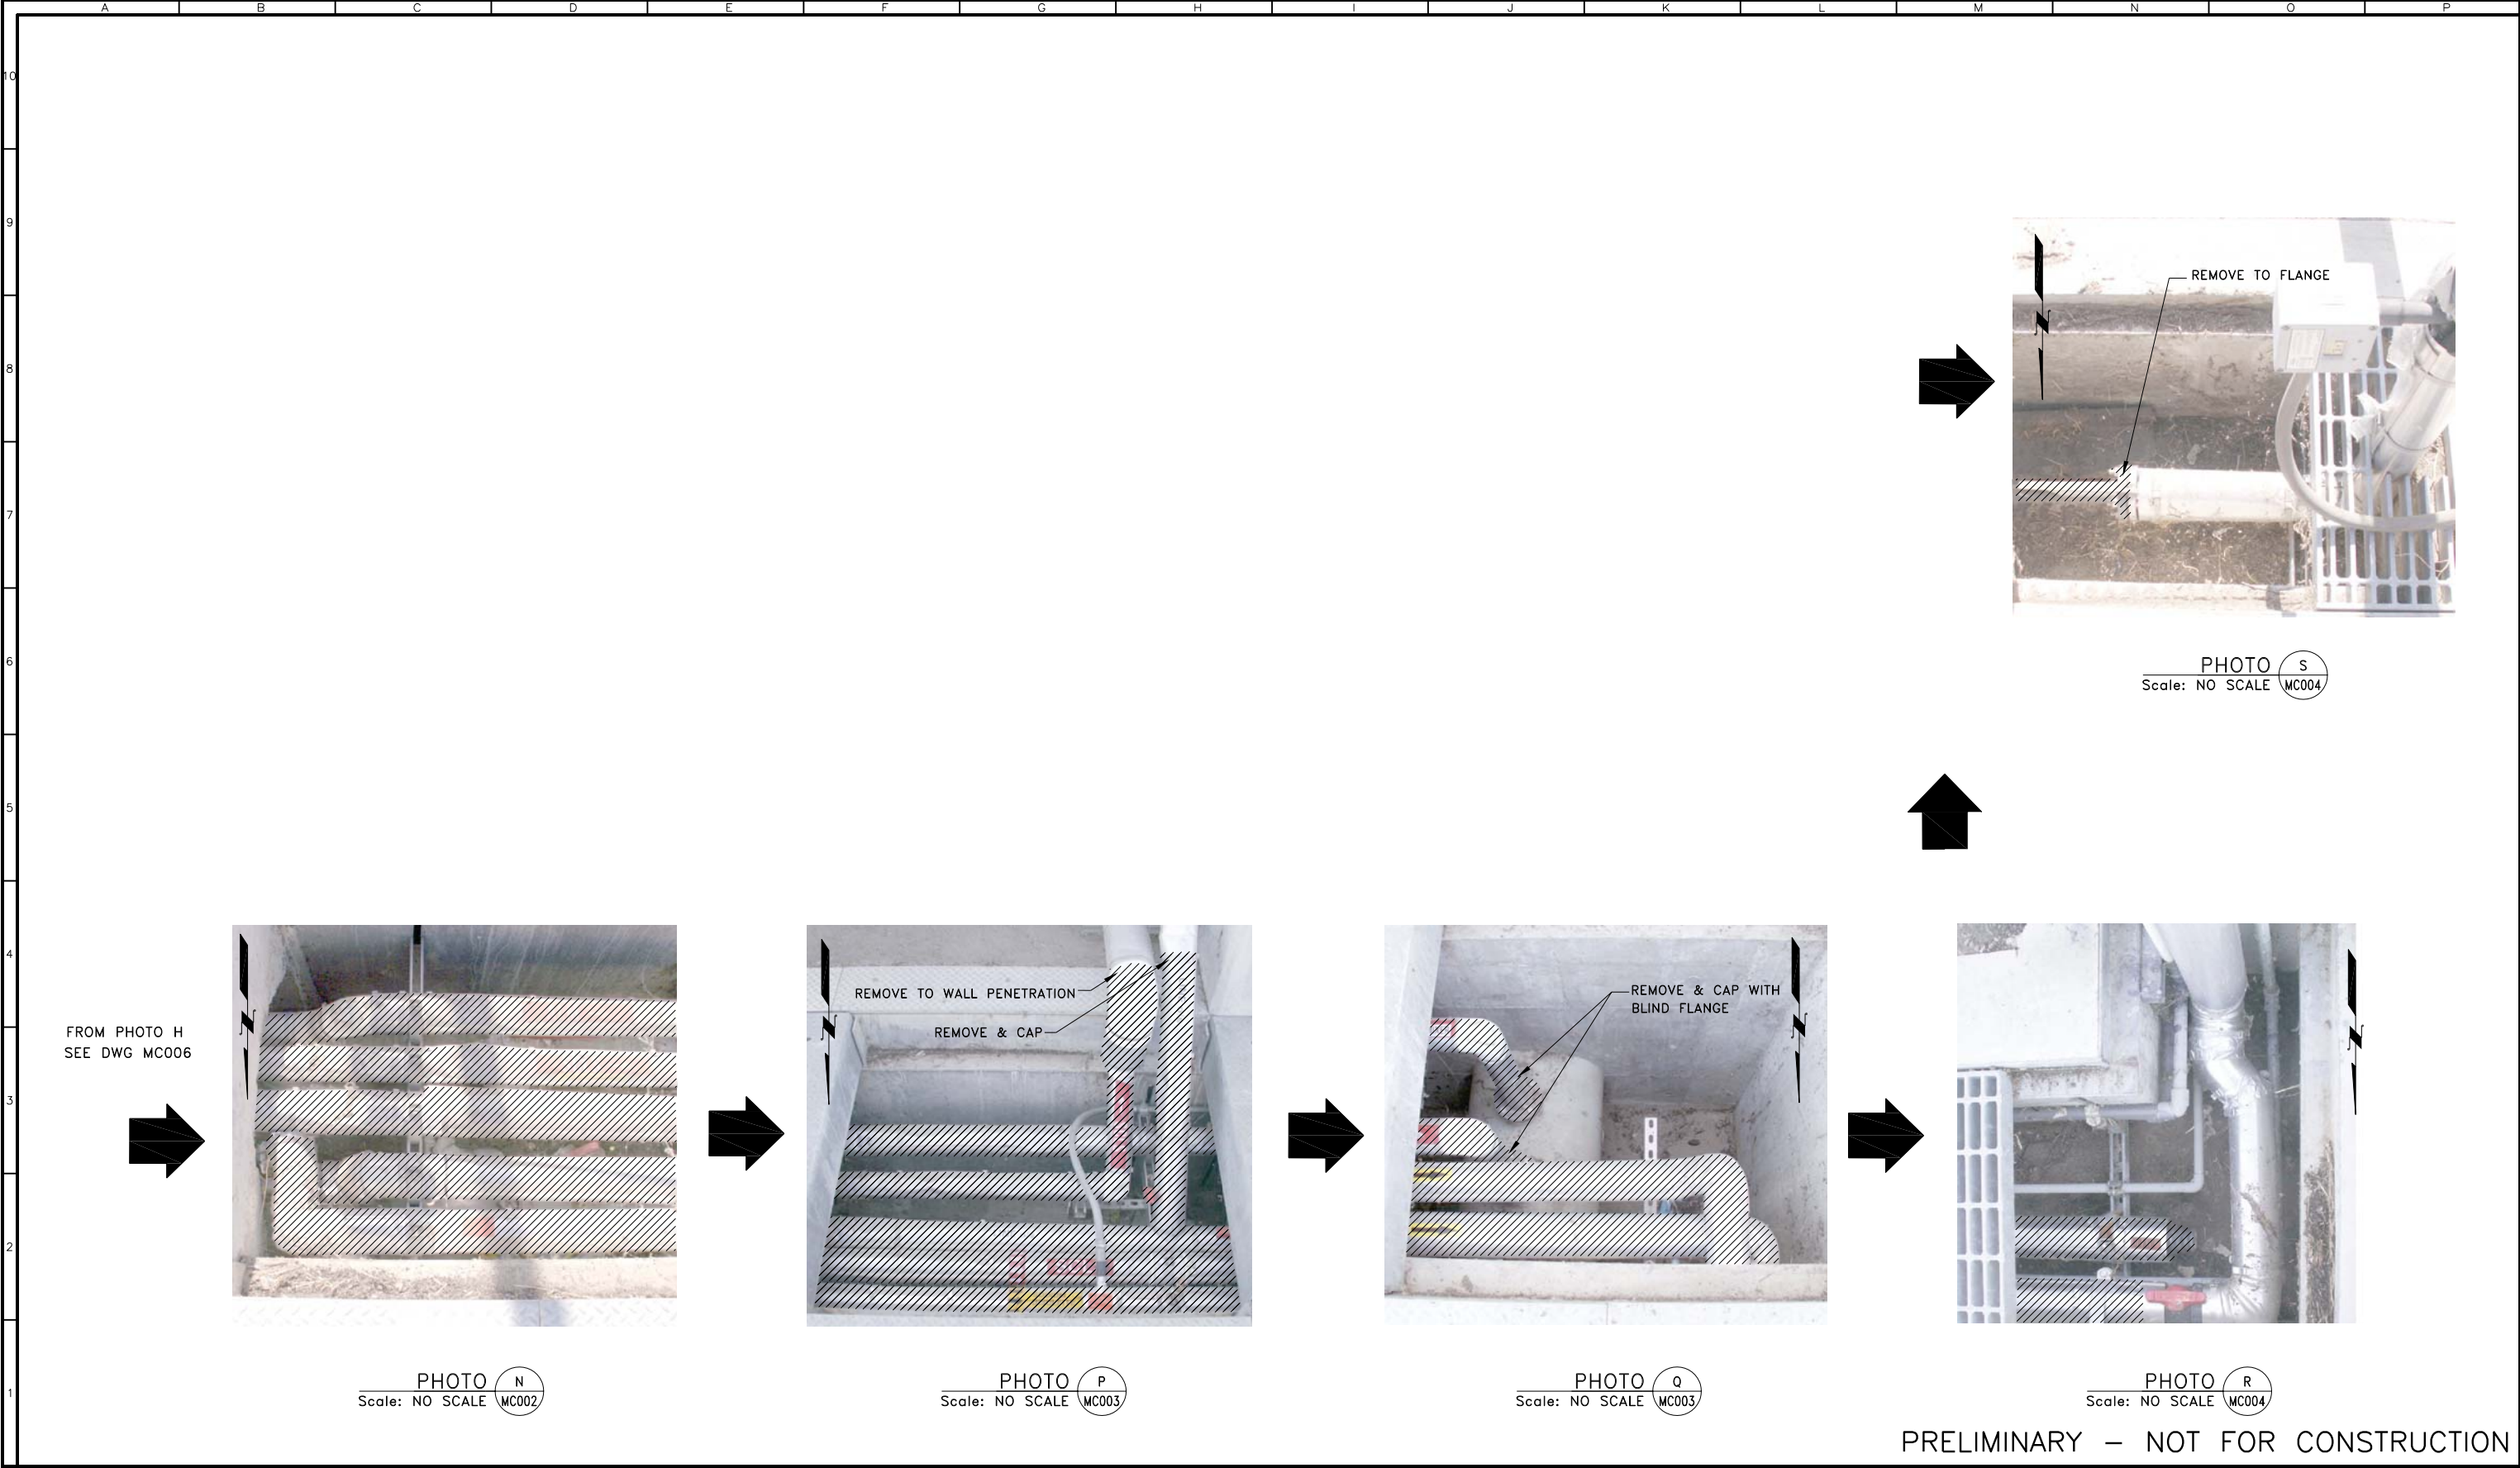 A B C D E F G H I J K L M N O P
10
9
8
7
6
5
4
3
2
1
REMOVE TO FLANGE
PHOTO S
Scale: NO SCALE MC004
FROM PHOTO H
SEE DWG MC006
REMOVE TO WALL PENETRATION
REMOVE & CAP
REMOVE & CAP WITH
BLIND FLANGE
PHOTO N
Scale: NO SCALE MC002
PHOTO P
Scale: NO SCALE MC003
PHOTO Q
Scale: NO SCALE MC003
PHOTO R
Scale: NO SCALE MC004
PRELIMINARY – NOT FOR CONSTRUCTION